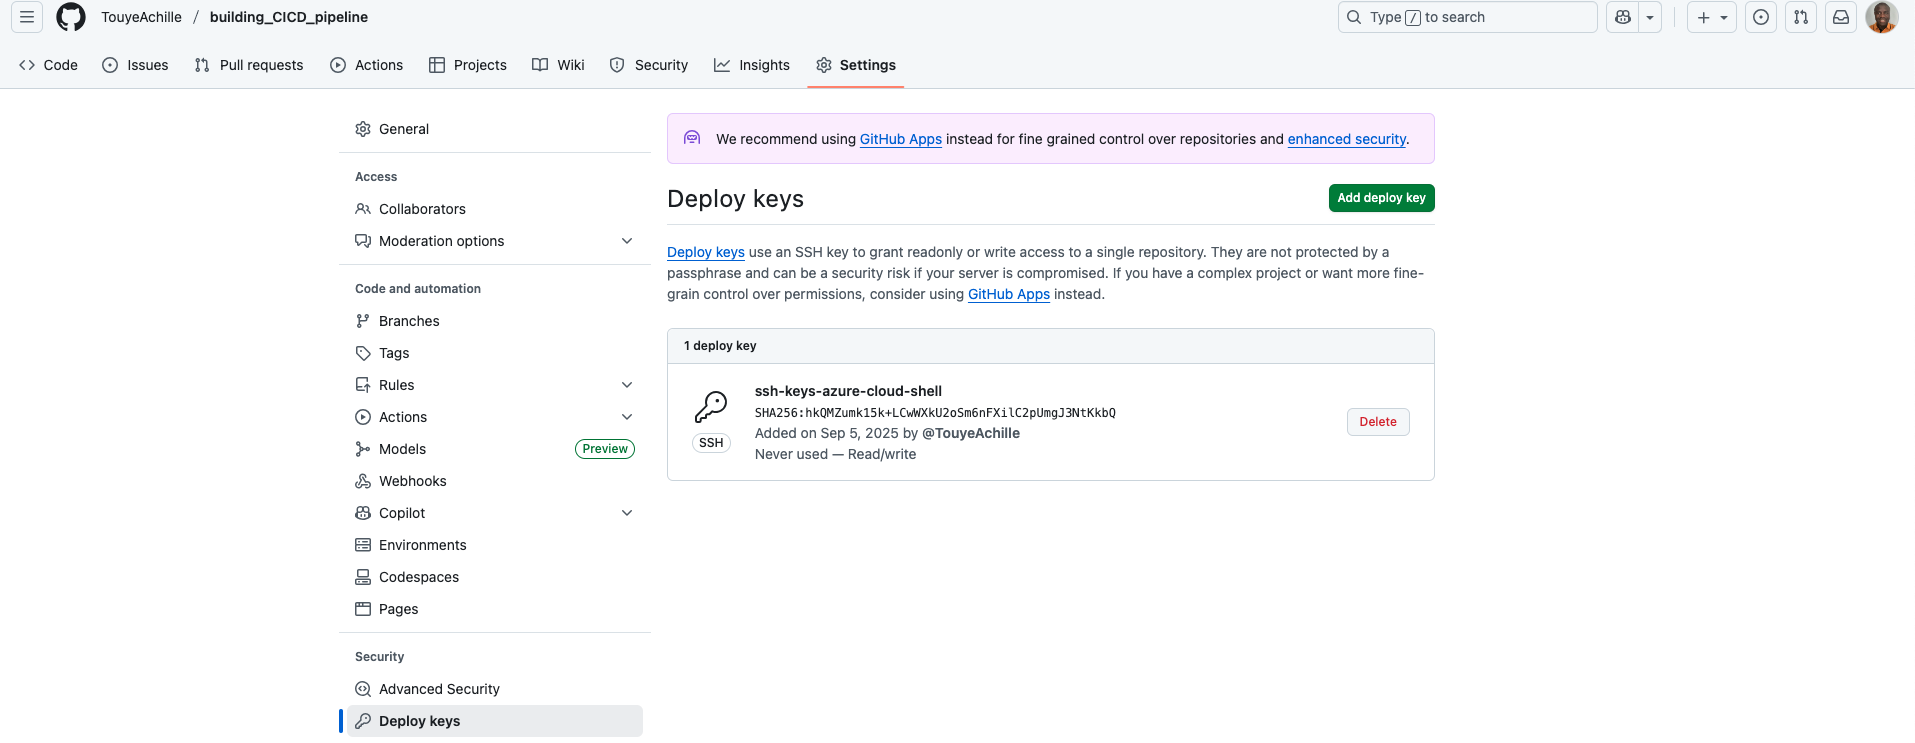 TouyeAchille / building_CICD_pipeline
Type / to search
Code
Issues
Pull requests
Actions
Projects
Wiki
Security
Insights
Settings
General
Access
Collaborators
Moderation options
Code and automation
Branches
Tags
Rules
Actions
Models Preview
Webhooks
Copilot
Environments
Codespaces
Pages
Security
Advanced Security
Deploy keys
We recommend using GitHub Apps instead for fine grained control over repositories and enhanced security.
Deploy keys
Add deploy key
Deploy keys use an SSH key to grant readonly or write access to a single repository. They are not protected by a
passphrase and can be a security risk if your server is compromised. If you have a complex project or want more fine-
grain control over permissions, consider using GitHub Apps instead.
1 deploy key
ssh-keys-azure-cloud-shell
SHA256:hkQMZumk15k+LCwWXkU2oSm6nFXilC2pUmgJ3NtKkbQ
Added on Sep 5, 2025 by @TouyeAchille
Never used — Read/write
SSH
Delete